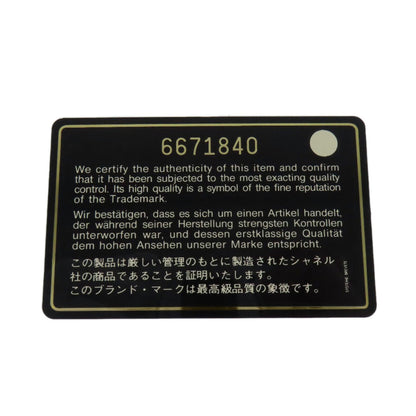 6671840
We certify the authenticity of this item and confirm
that it has been subjected to the most exacting quality
control. Its high quality is a symbol of the fine reputation
of the Trademark.
Wir bestätigen, dass es sich um einen Artikel handelt,
der während seiner Herstellung strengsten Kontrollen
unterworfen war, und dessen erstklassige Qualität
dem hohen Ansehen unserer Marke entspricht.
この製品は厳しい管理のもとに製造されたシャネル
社の商品であることを証明いたします。
このブランド・マークは最高級品質の象徴です。